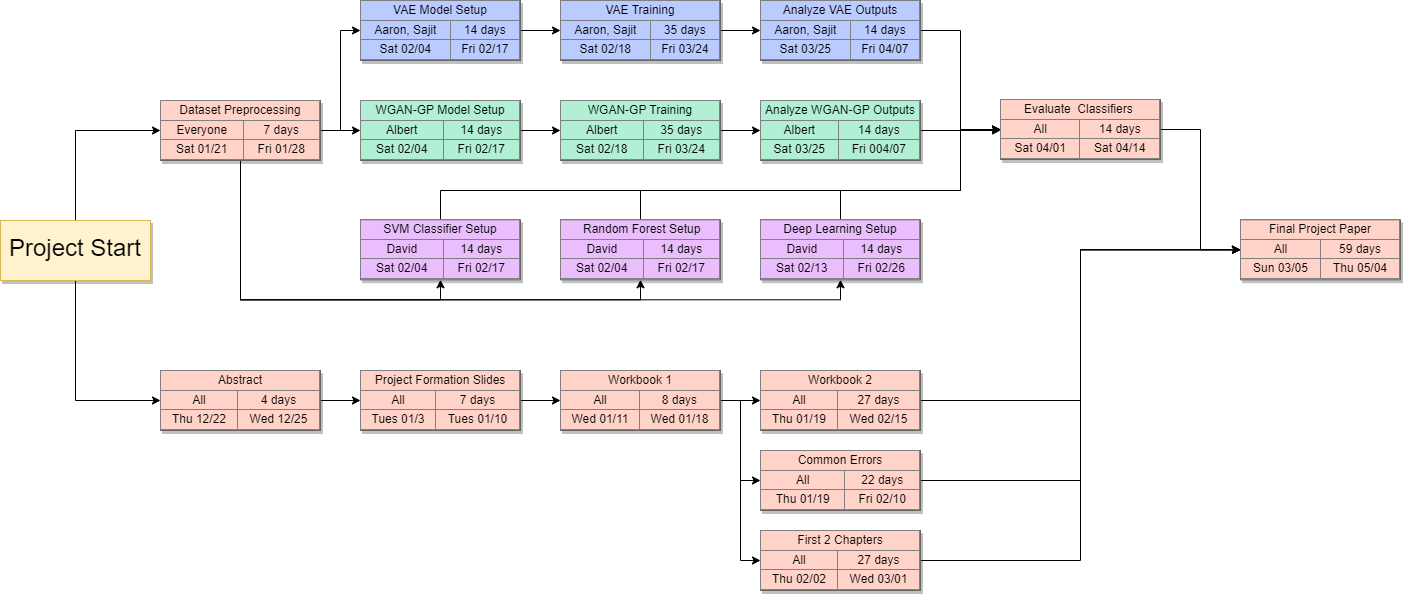 VAE Model Setup
Aaron, Sajit 14 days
Sat 02/04 Fri 02/17
VAE Training
Aaron, Sajit 35 days
Sat 02/18 Fri 03/24
Analyze VAE Outputs
Aaron, Sajit 14 days
Sat 03/25 Fri 04/07
Dataset Preprocessing
Everyone 7 days
Sat 01/21 Fri 01/28
WGAN-GP Model Setup
Albert 14 days
Sat 02/04 Fri 02/17
WGAN-GP Training
Albert 35 days
Sat 02/18 Fri 03/24
Analyze WGAN-GP Outputs
Albert 14 days
Sat 03/25 Fri 004/07
Evaluate Classifiers
All 14 days
Sat 04/01 Sat 04/14
Project Start
SVM Classifier Setup
David 14 days
Sat 02/04 Fri 02/17
Random Forest Setup
David 14 days
Sat 02/04 Fri 02/17
Deep Learning Setup
David 14 days
Sat 02/13 Fri 02/26
Final Project Paper
All 59 days
Sun 03/05 Thu 05/04
Abstract
All 4 days
Thu 12/22 Wed 12/25
Project Formation Slides
All 7 days
Tues 01/3 Tues 01/10
Workbook 1
All 8 days
Wed 01/11 Wed 01/18
Workbook 2
All 27 days
Thu 01/19 Wed 02/15
Common Errors
All 22 days
Thu 01/19 Fri 02/10
First 2 Chapters
All 27 days
Thu 02/02 Wed 03/01